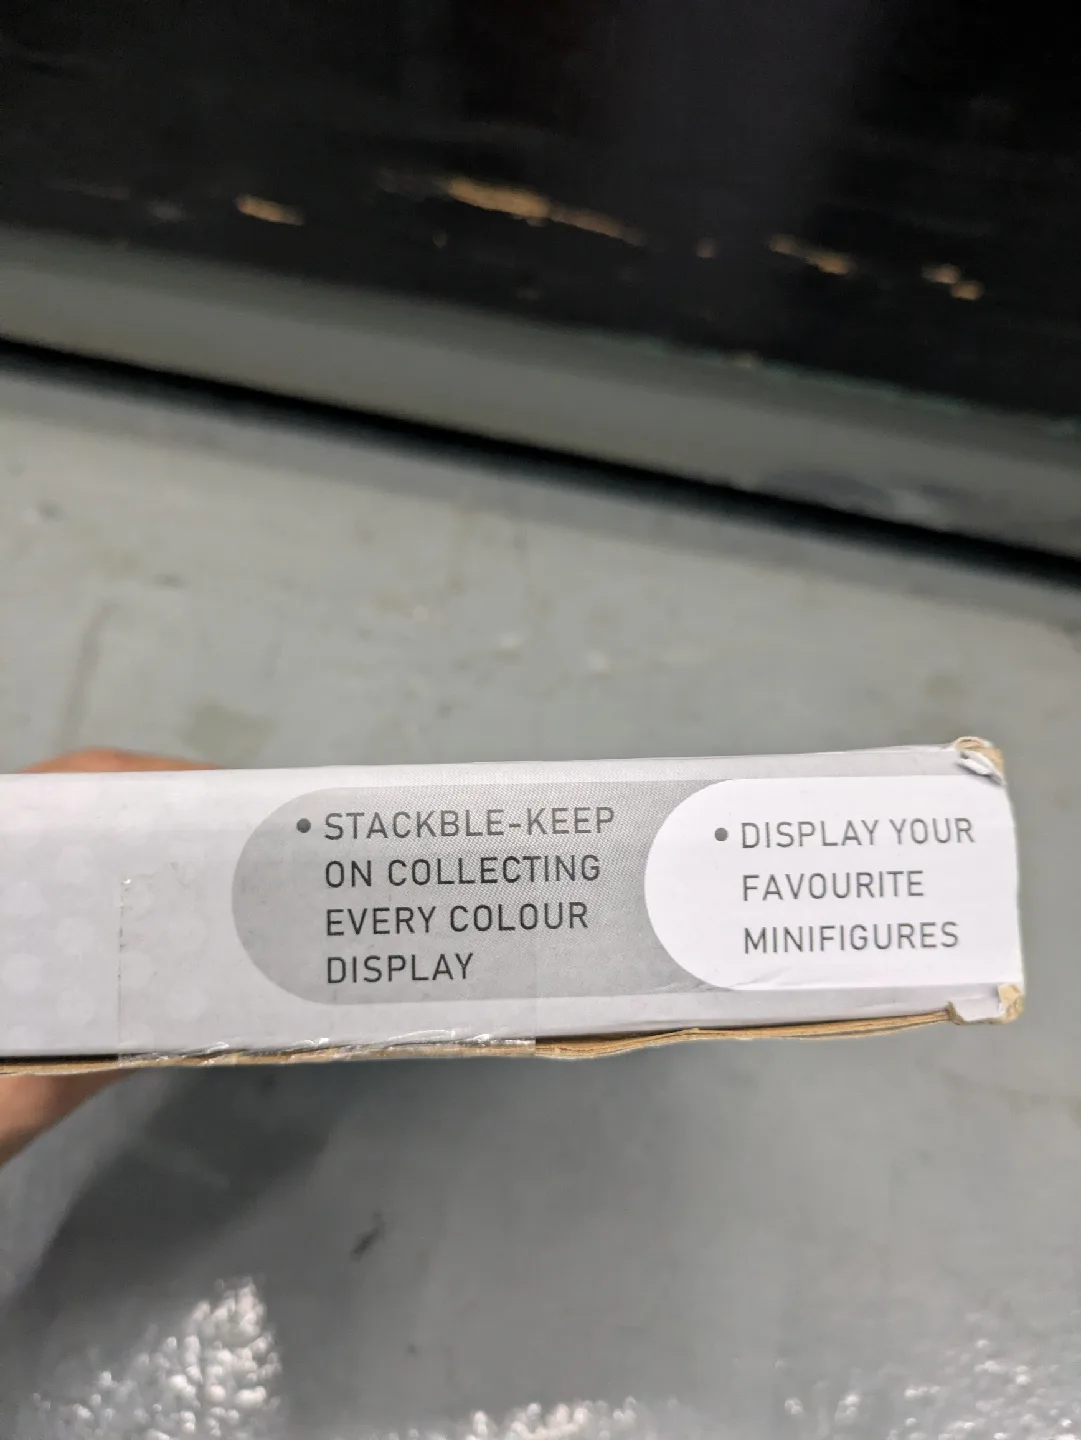 • STACKBLE-KEEP
ON COLLECTING
EVERY COLOUR
DISPLAY
• DISPLAY YOUR
FAVOURITE
MINIFIGURES